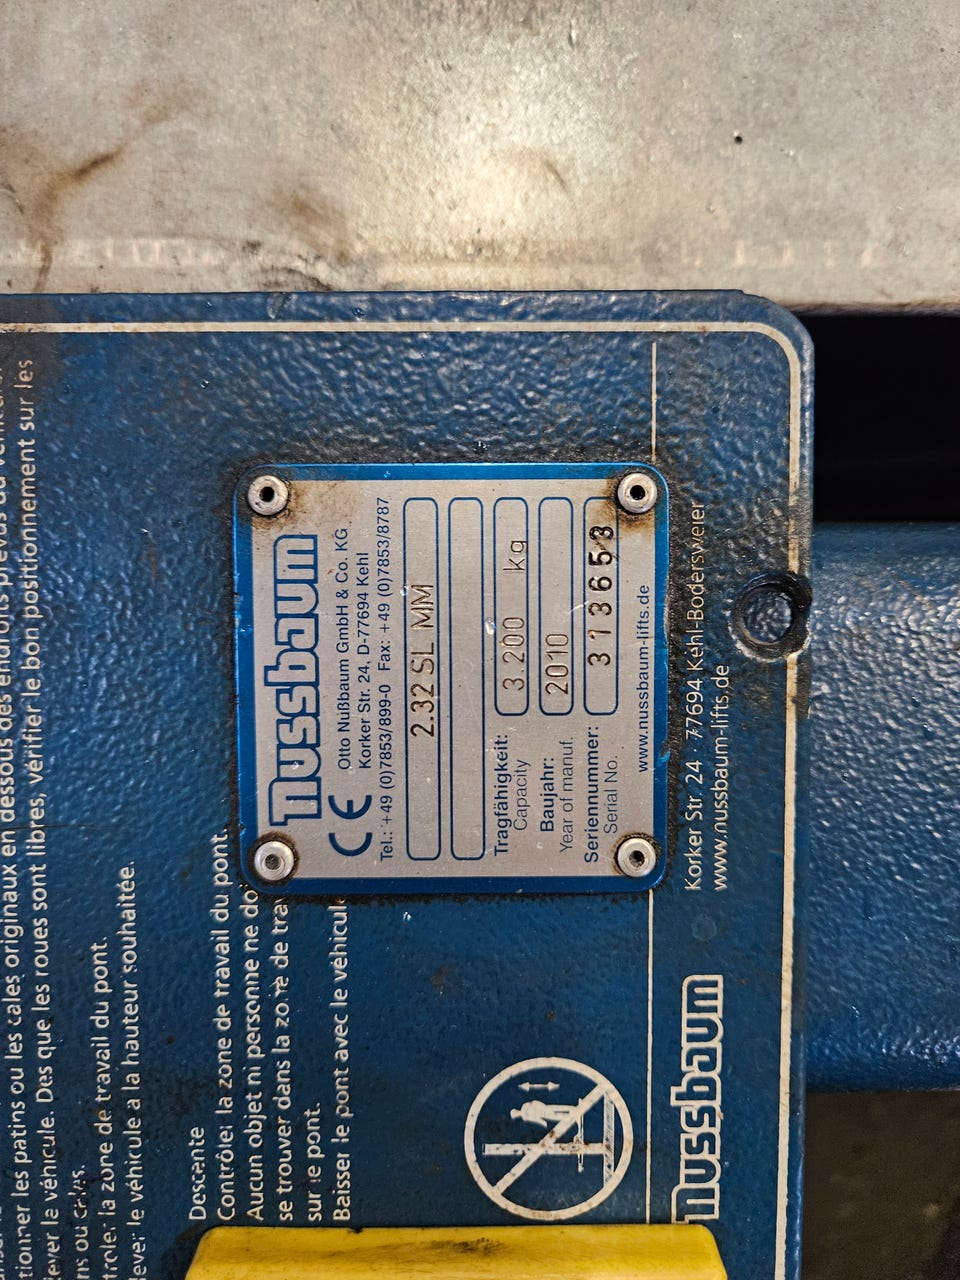 nussbaum
CE
Otto Nußbaum GmbH & Co. KG
Korker Str. 24, D-77694 Kehl
Tel.: +49 (0)7853/899-0 Fax: +49 (0)7853/8787
2.32 SL MM
Tragfähigkeit: 3 200 kg
Capacity
Baujahr: 2010
Year of manuf.
Seriennummer: 313653
Serial No.
www.nussbaum-lifts.de
en dessous des endroits prévus du
tionner les patins ou les cales originaux
lever la véhicule. Des que les roues sont libres, vérifier le bon positionnement sur les
ns ou cales.
la zone de travail du pont.
lever le véhicule a la hauteur souhaitée.
Descente
Contrôler la zone de travail du pont.
Aucun objet ni personne ne do
se trouver dans la zone de tra
sur le pont.
Baisser le pont avec le véhicul
nussbaum
Korker Str 24 · 77694 Kehl-Bodersweier
www.nussbaum-lifts.de